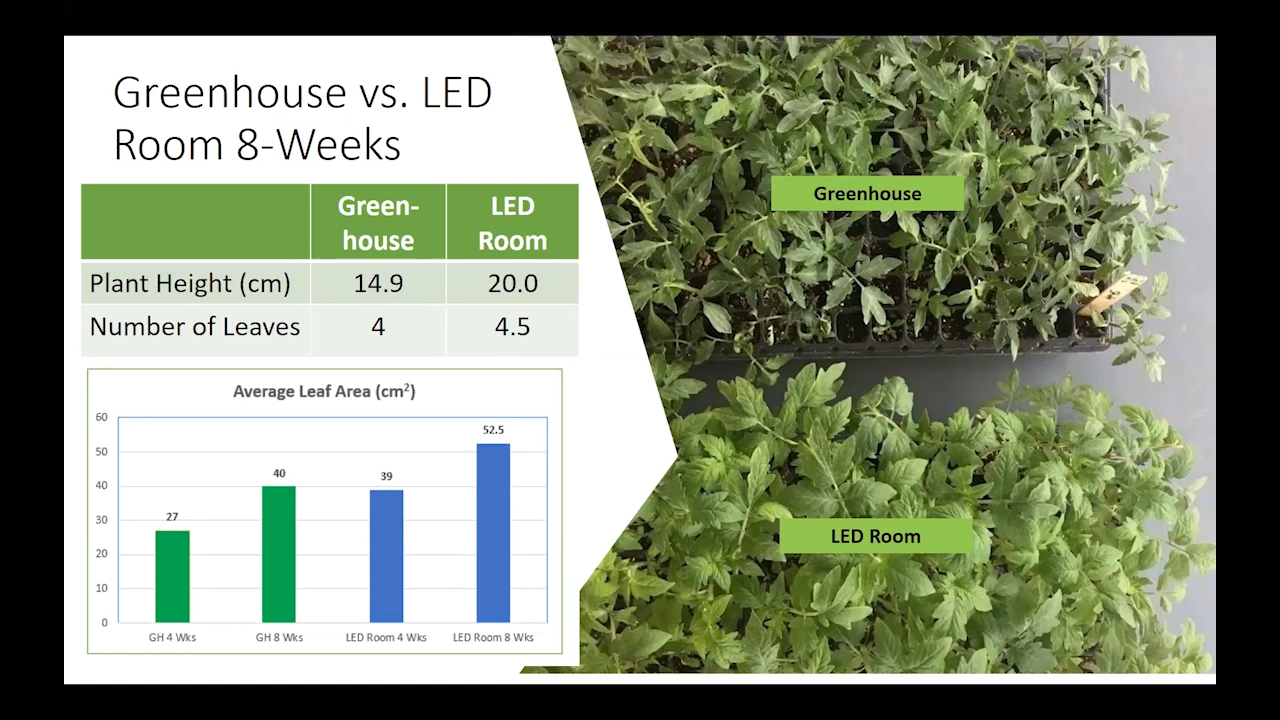 Greenhouse vs. LED
Room 8-Weeks
Green-
house
LED
Room
Plant Height (cm)
14.9
20.0
Number of Leaves
4
4.5
Average Leaf Area (cm²)
60
50
40
30
20
10
0
27
40
39
52.5
GH 4 Wks
GH 8 Wks
LED Room 4 Wks
LED Room 8 Wks
Greenhouse
LED Room